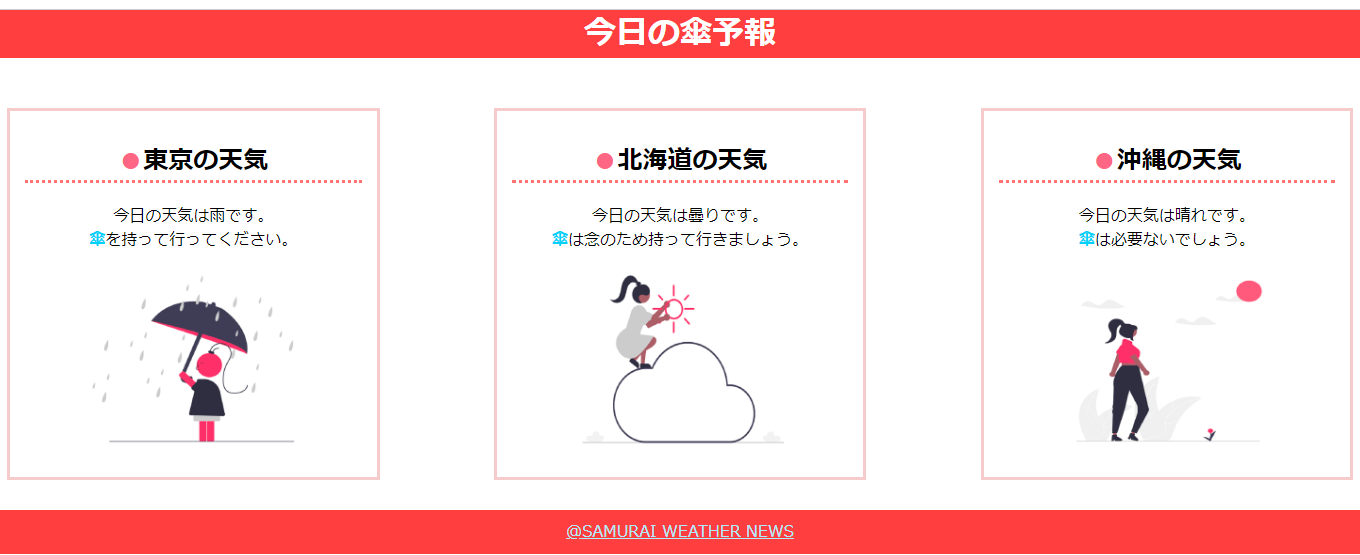 今日の傘予報
東京の天気
今日の天気は雨です。
傘を持って行ってください。
北海道の天気
今日の天気は曇りです。
傘は念のため持って行きましょう。
沖縄の天気
今日の天気は晴れです。
傘は必要ないでしょう。
@SAMURAI WEATHER NEWS